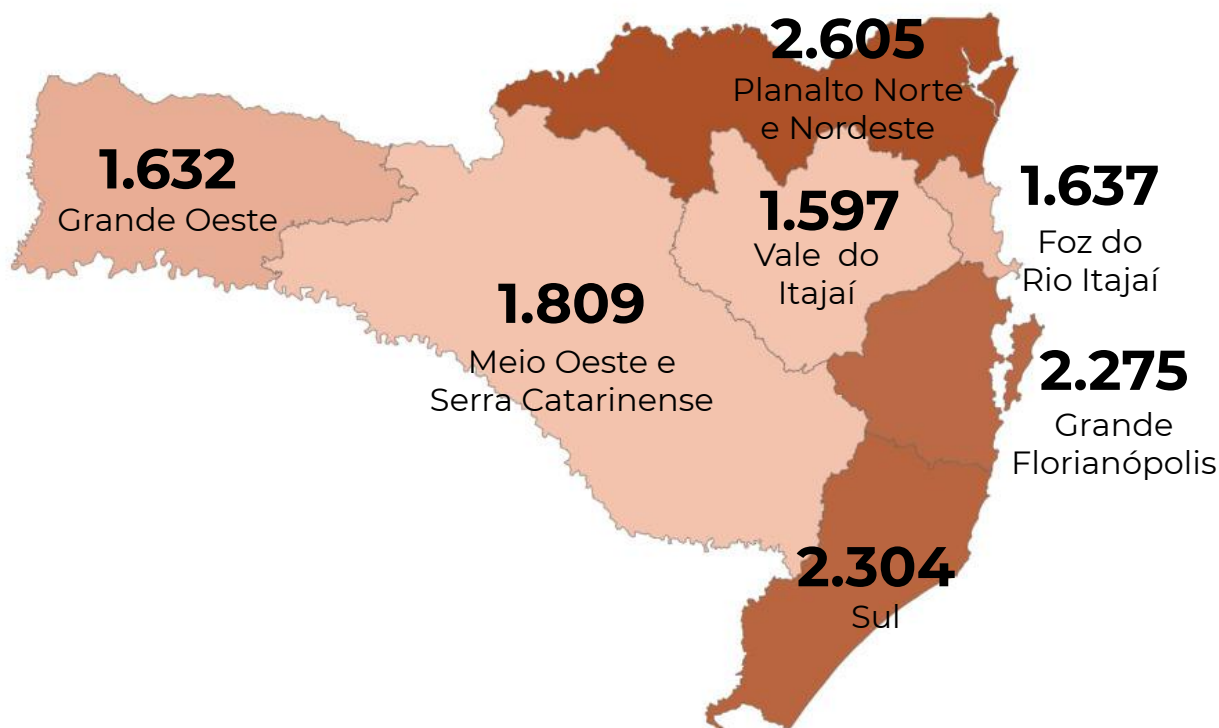 2.605
Planalto Norte
e Nordeste
1.632
Grande Oeste
1.597
Vale do
Itajaí
1.637
Foz do
Rio Itajaí
1.809
Meio Oeste e
Serra Catarinense
2.275
Grande
Florianópolis
2.304
Sul